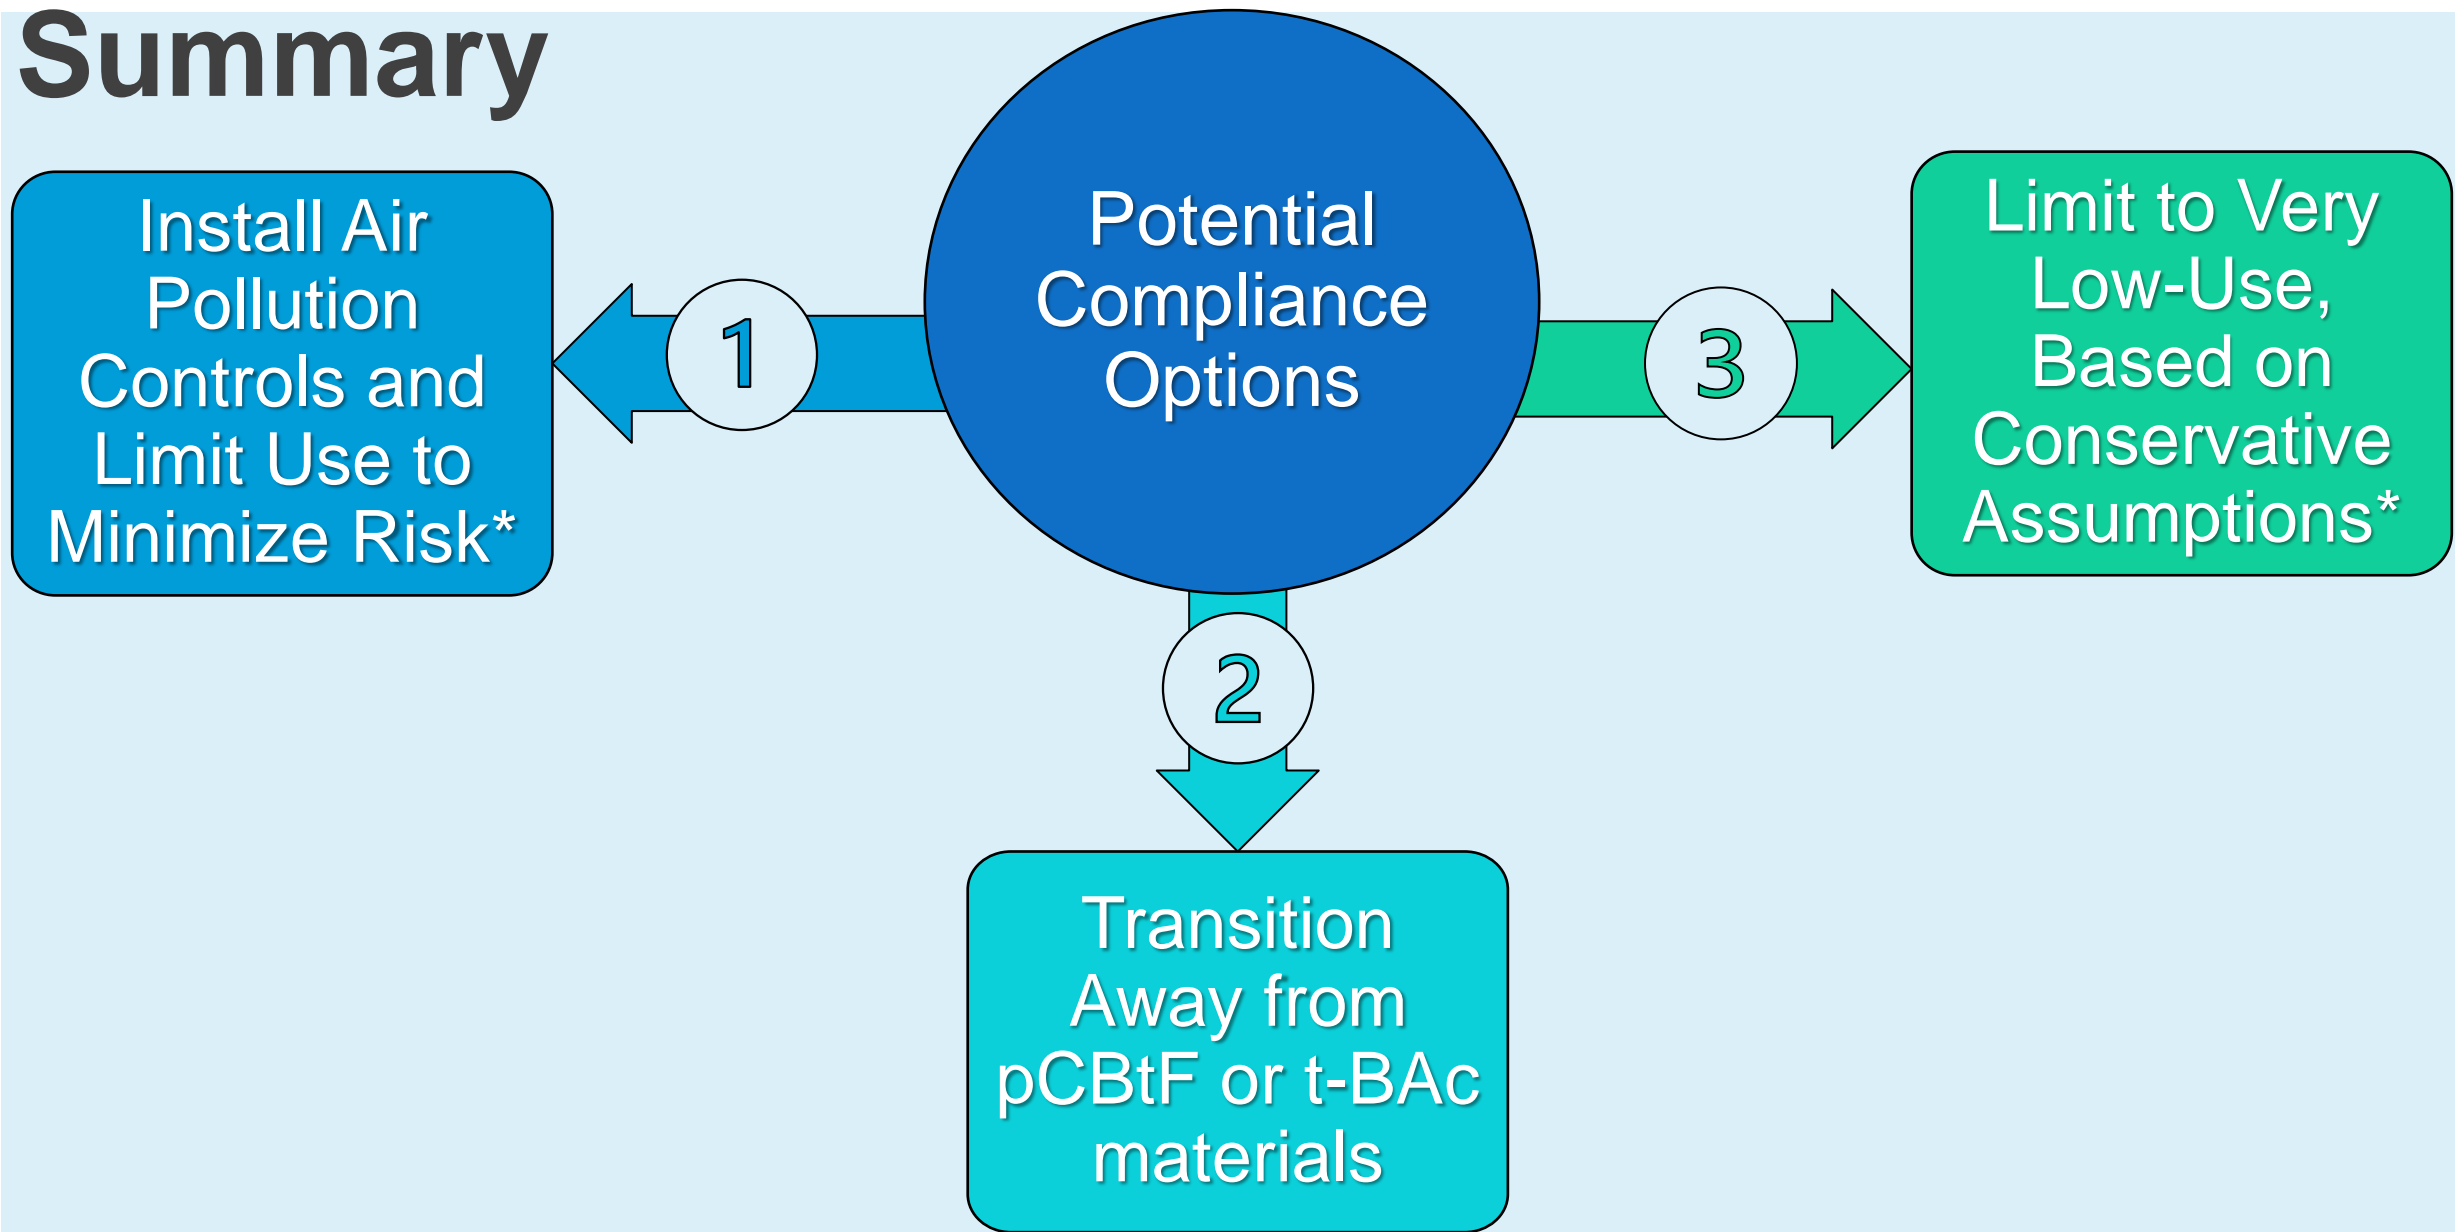 Summary
Install Air
Pollution
Controls and
Limit Use to
Minimize Risk*
1
Potential
Compliance
Options
3
Limit to Very
Low-Use,
Based on
Conservative
Assumptions*
2
Transition
Away from
pCBtF or t-BAc
materials